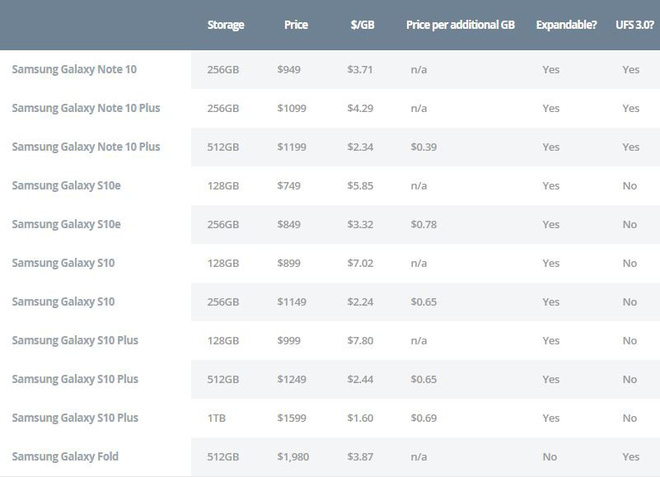 Storage Price $/GB Price per additional GB Expandable? UFS 3.0?
Samsung Galaxy Note 10 256GB $949 $3.71 n/a Yes Yes
Samsung Galaxy Note 10 Plus 256GB $1099 $4.29 n/a Yes Yes
Samsung Galaxy Note 10 Plus 512GB $1199 $2.34 $0.39 Yes Yes
Samsung Galaxy S10e 128GB $749 $5.85 n/a Yes No
Samsung Galaxy S10e 256GB $849 $3.32 $0.78 Yes No
Samsung Galaxy S10 128GB $899 $7.02 n/a Yes No
Samsung Galaxy S10 256GB $1149 $2.24 $0.65 Yes No
Samsung Galaxy S10 Plus 128GB $999 $7.80 n/a Yes No
Samsung Galaxy S10 Plus 512GB $1249 $2.44 $0.65 Yes No
Samsung Galaxy S10 Plus 1TB $1599 $1.60 $0.69 Yes No
Samsung Galaxy Fold 512GB $1,980 $3.87 n/a No Yes